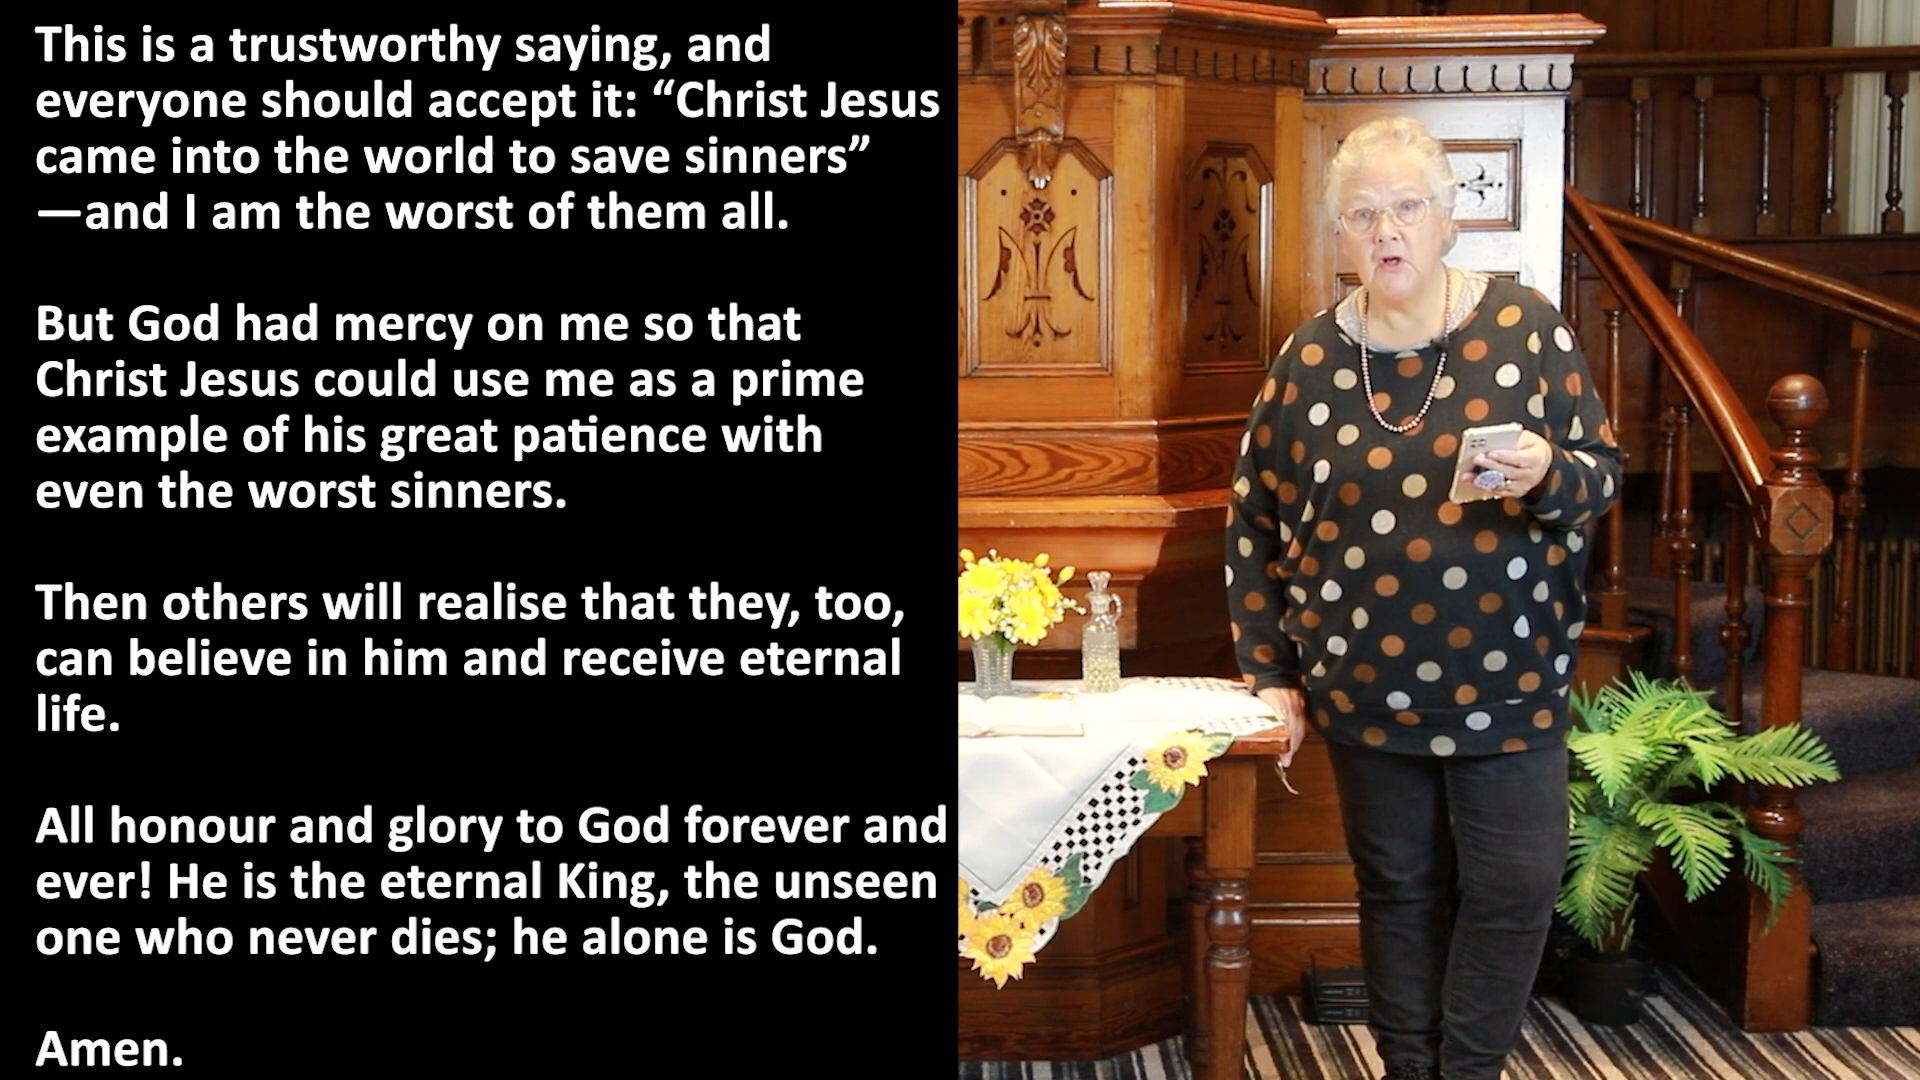 This is a trustworthy saying, and
everyone should accept it: “Christ Jesus
came into the world to save sinners”
—and I am the worst of them all.
But God had mercy on me so that
Christ Jesus could use me as a prime
example of his great patience with
even the worst sinners.
Then others will realise that they, too,
can believe in him and receive eternal
life.
All honour and glory to God forever and
ever! He is the eternal King, the unseen
one who never dies; he alone is God.
Amen.